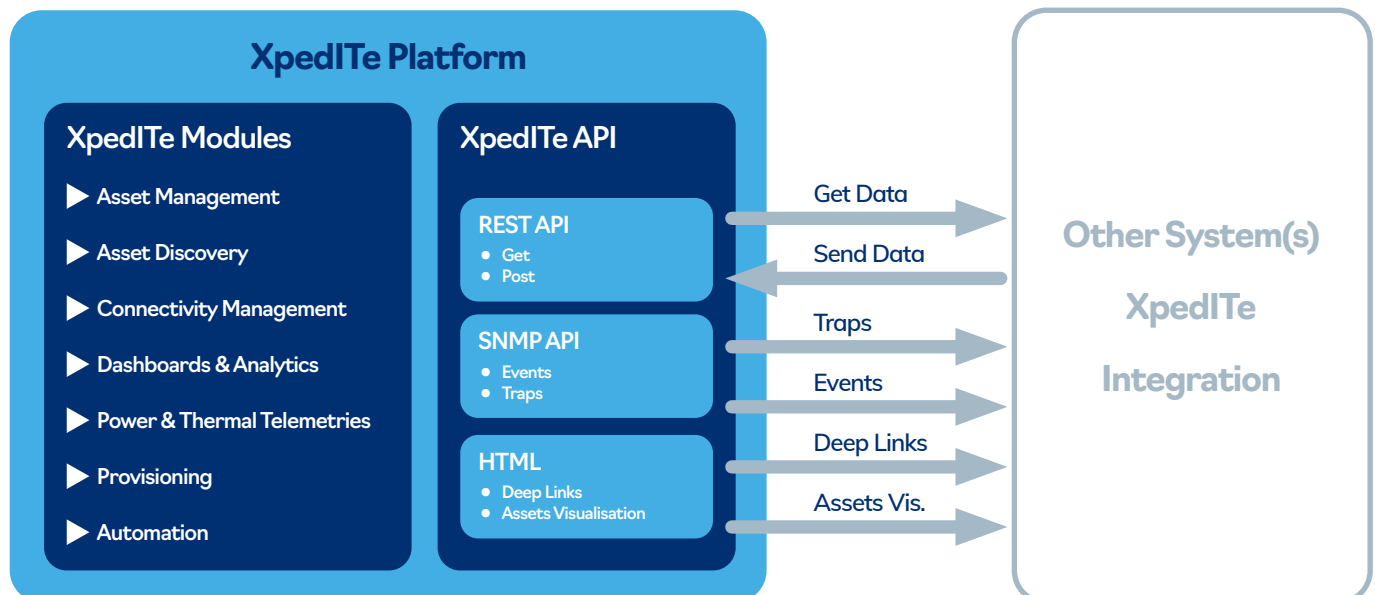 XpedITe Platform
XpedITe Modules
Asset Management
Asset Discovery
Connectivity Management
Dashboards & Analytics
Power & Thermal Telemetries
Provisioning
Automation
XpedITe API
REST API
Get
Post
SNMP API
Events
Traps
HTML
Deep Links
Assets Visualisation
Get Data
Send Data
Traps
Events
Deep Links
Assets Vis.
Other System(s)
XpedITe
Integration